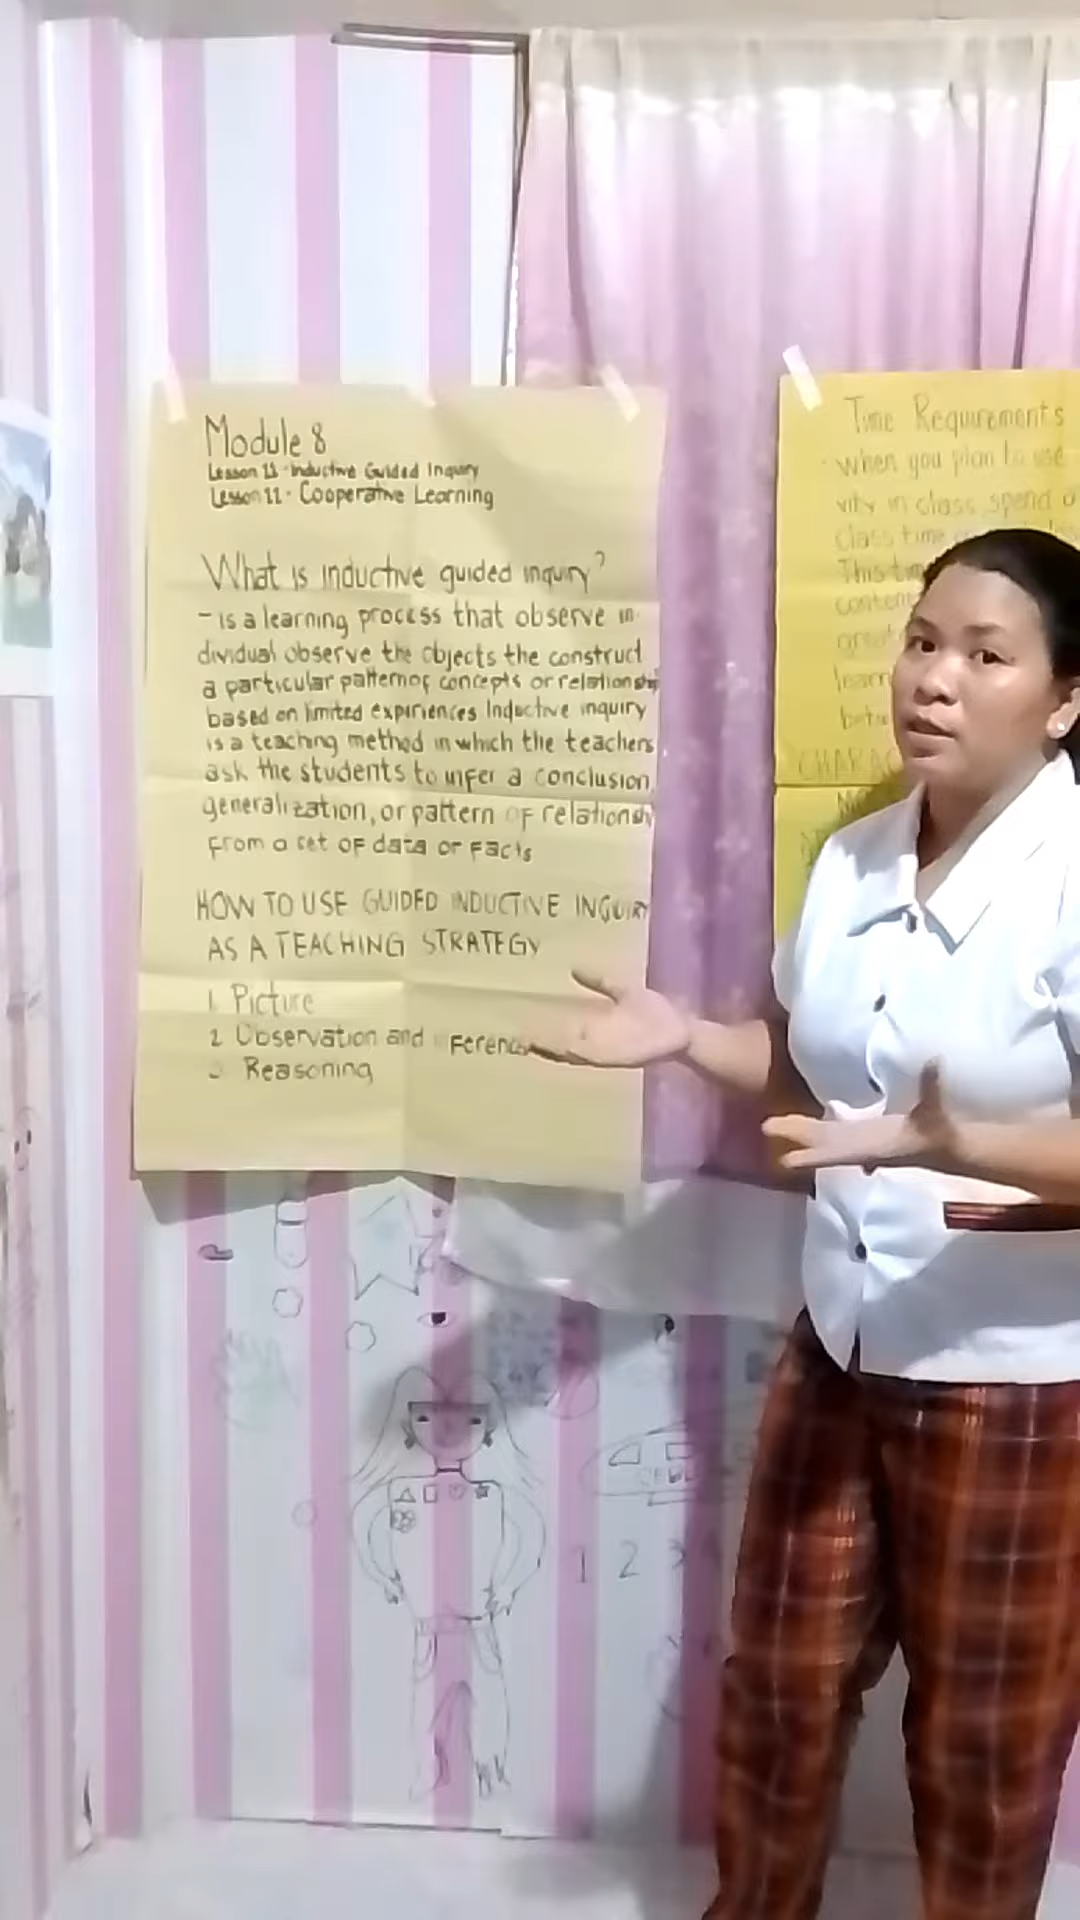 Module 8
Lesson 11 - Inductive Guided Inquiry
Lesson 11 - Cooperative Learning
What is inductive guided inquiry?
- is a learning process that observe in-
dividual observe the objects the construct
a particular pattern of concepts or relationship
based on limited expiriences Inductive inquiry
is a teaching method in which the teachers
ask the students to infer a conclusion,
generalization, or pattern of relationship
From a set OF data or Facts
HOW TO USE GUIDED INDUCTIVE INQUIRY
AS A TEACHING STRATEGY
1. Picture
2 Observation and
Reasoning
Time Requirements
- when you plan to use
vity in class, spend
class time
This
1 2